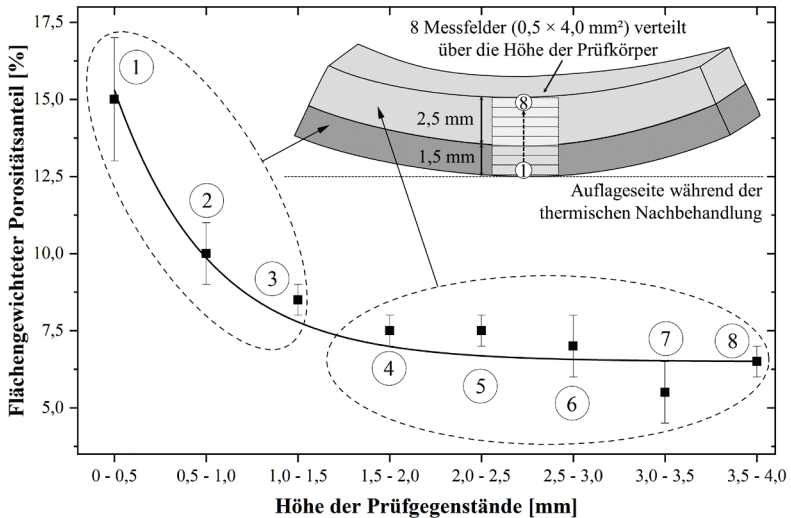 8 Messfelder (0,5 × 4,0 mm²) verteilt
über die Höhe der Prüfkörper
8
2,5 mm
1,5 mm
1
Auflageseite während der
thermischen Nachbehandlung
Flächengewichteter Porositätsanteil [%]
17,5
15,0
12,5
10,0
7,5
5,0
1
2
3
4
5
6
7
8
0 - 0,5
0,5 - 1,0
1,0 - 1,5
1,5 - 2,0
2,0 - 2,5
2,5 - 3,0
3,0 - 3,5
3,5 - 4,0
Höhe der Prüfgegenstände [mm]